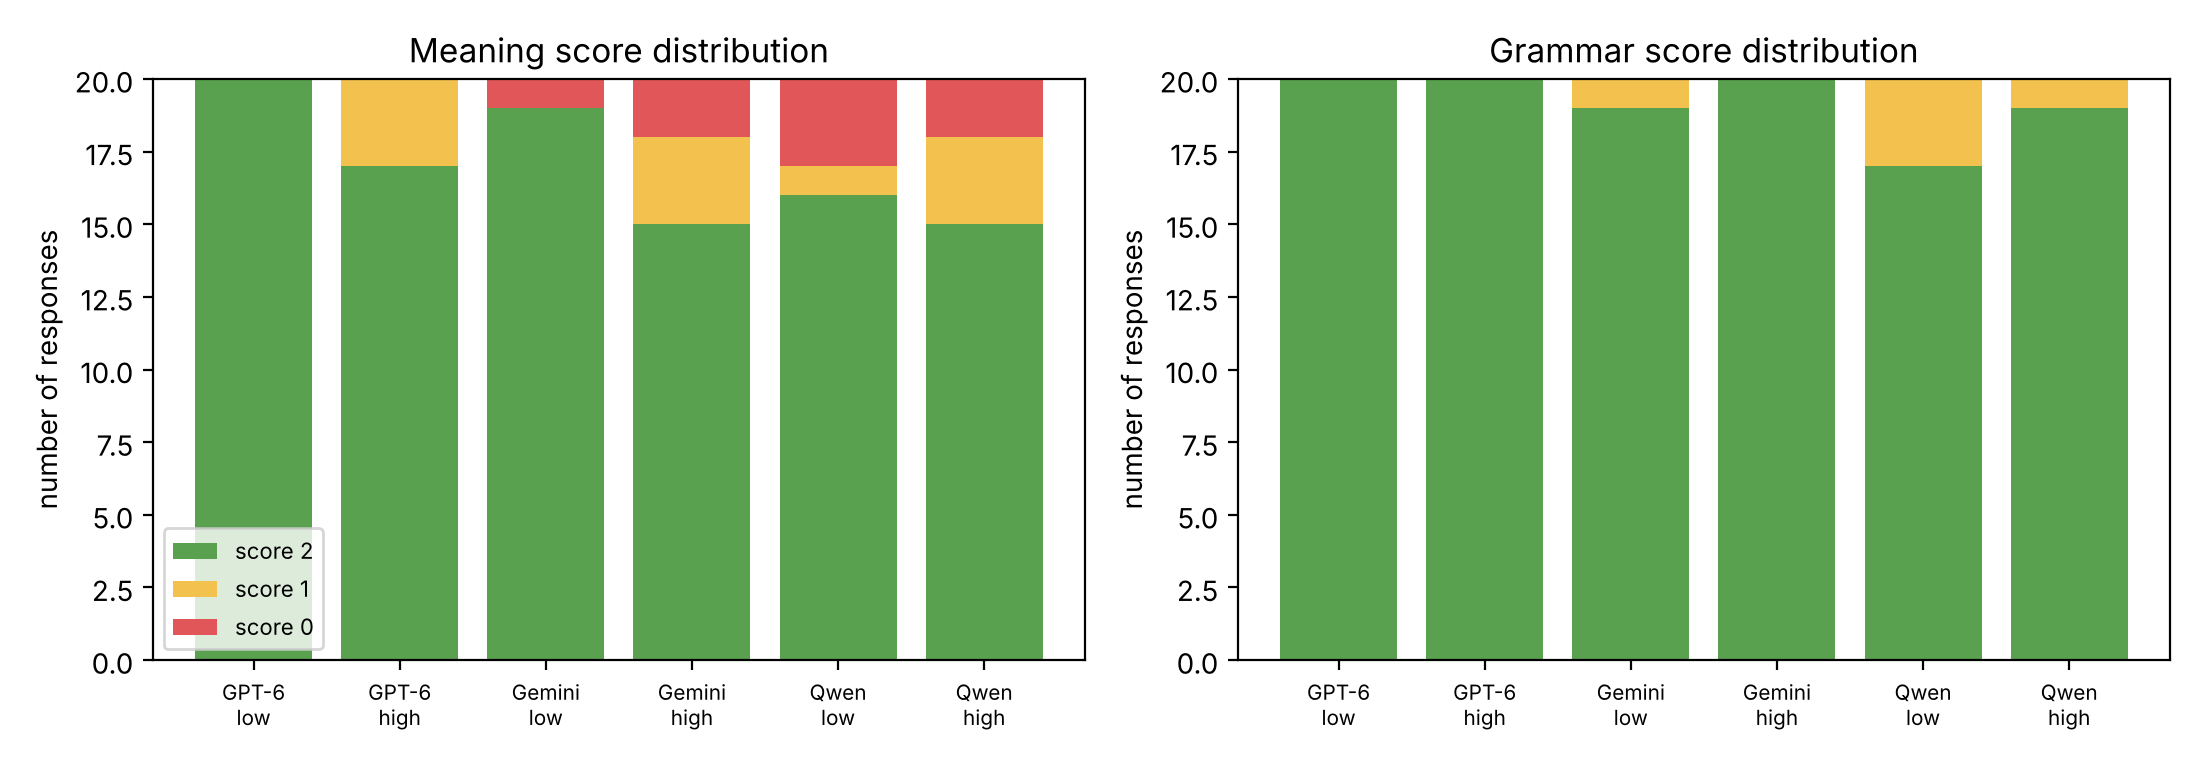 Meaning score distribution
number of responses
20.0
17.5
15.0
12.5
10.0
7.5
5.0
2.5
0.0
score 2
score 1
score 0
GPT-6
low
GPT-6
high
Gemini
low
Gemini
high
Qwen
low
Qwen
high
Grammar score distribution
number of responses
20.0
17.5
15.0
12.5
10.0
7.5
5.0
2.5
0.0
GPT-6
low
GPT-6
high
Gemini
low
Gemini
high
Qwen
low
Qwen
high